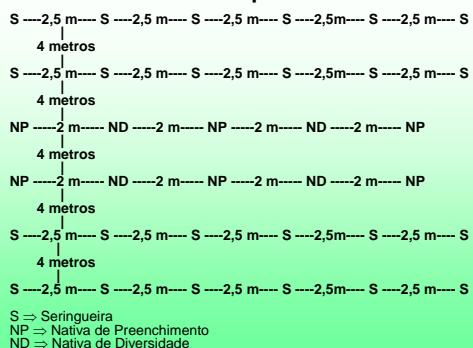 S ----2,5 m---- S ----2,5 m---- S ----2,5 m---- S ----2,5 m---- S ----2,5 m---- S
4 metros
S ----2,5 m---- S ----2,5 m---- S ----2,5 m---- S ----2,5m---- S ----2,5 m---- S
4 metros
NP -----2 m----- ND -----2 m----- NP -----2 m----- ND -----2 m----- NP
4 metros
NP -----2 m----- ND -----2 m----- NP -----2 m----- ND -----2 m----- NP
4 metros
S ----2,5 m---- S ----2,5 m---- S ----2,5 m---- S ----2,5m---- S ----2,5 m---- S
4 metros
S ----2,5 m---- S ----2,5 m---- S ----2,5 m---- S ----2,5 m---- S ----2,5 m---- S
S ⇒ Seringueira
NP ⇒ Nativa de Preenchimento
ND ⇒ Nativa de Diversidade